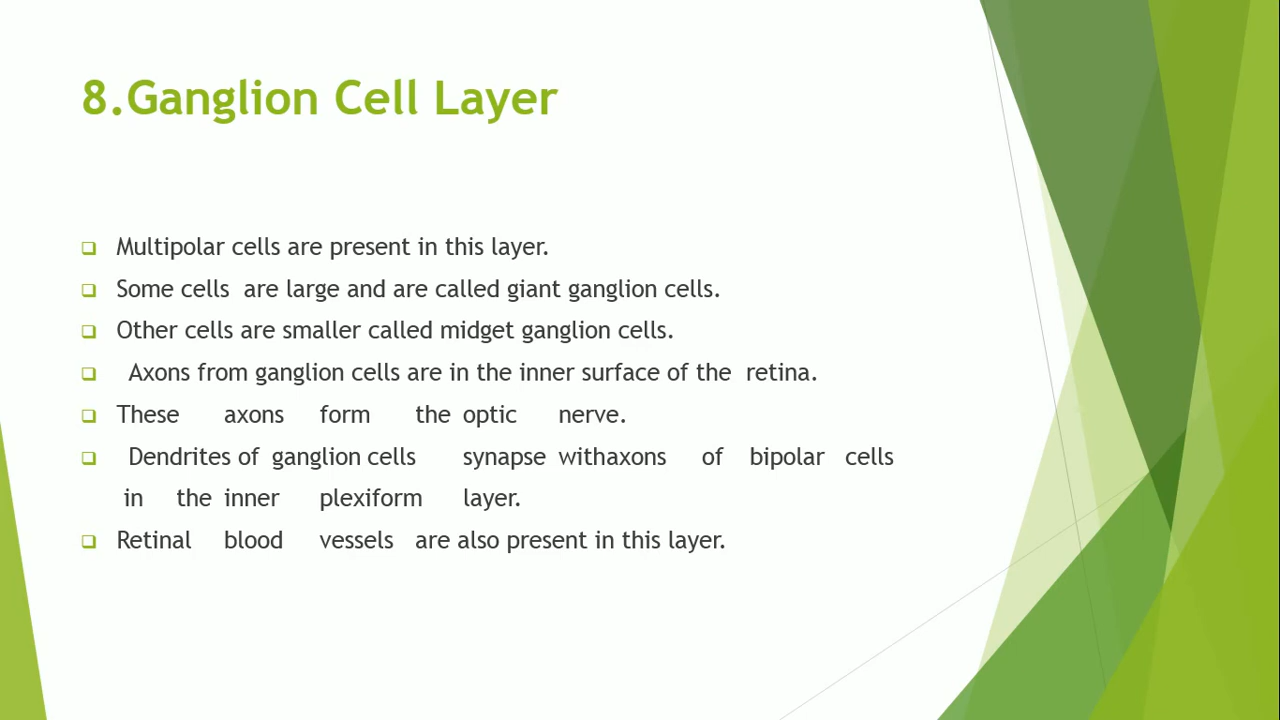 8.Ganglion Cell Layer
Multipolar cells are present in this layer.
Some cells are large and are called giant ganglion cells.
Other cells are smaller called midget ganglion cells.
Axons from ganglion cells are in the inner surface of the retina.
These axons form the optic nerve.
Dendrites of ganglion cells synapse withaxons of bipolar cells
in the inner plexiform layer.
Retinal blood vessels are also present in this layer.